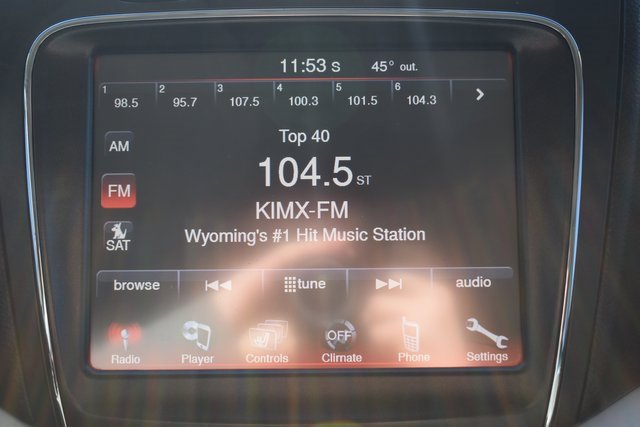 11:53 S 45° out.
1 2 3 4 5 6
98.5 95.7 107.5 100.3 101.5 104.3 >
Top 40
AM
104.5 ST
FM
KIMX-FM
Wyoming's #1 Hit Music Station
SAT
browse tune audio
OFF
Radio Player Controls Climate Phone Settings